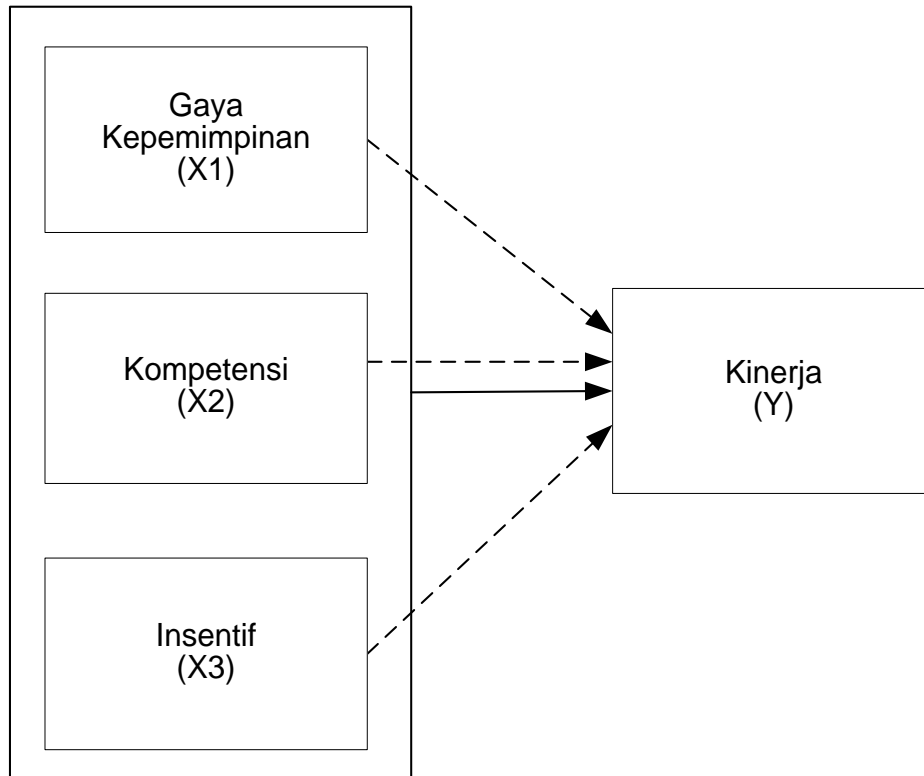 Gaya
Kepemimpinan
(X1)
Kompetensi
(X2)
Kinerja
(Y)
Insentif
(X3)